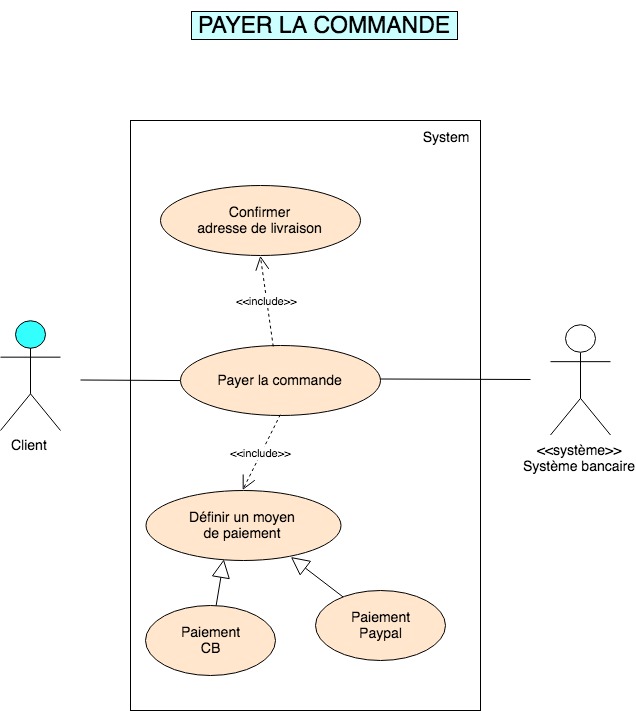 PAYER LA COMMANDE
System
Confirmer
adresse de livraison
<<include>>
Payer la commande
Client
<<système>>
Système bancaire
<<include>>
Définir un moyen
de paiement
Paiement
CB
Paiement
Paypal